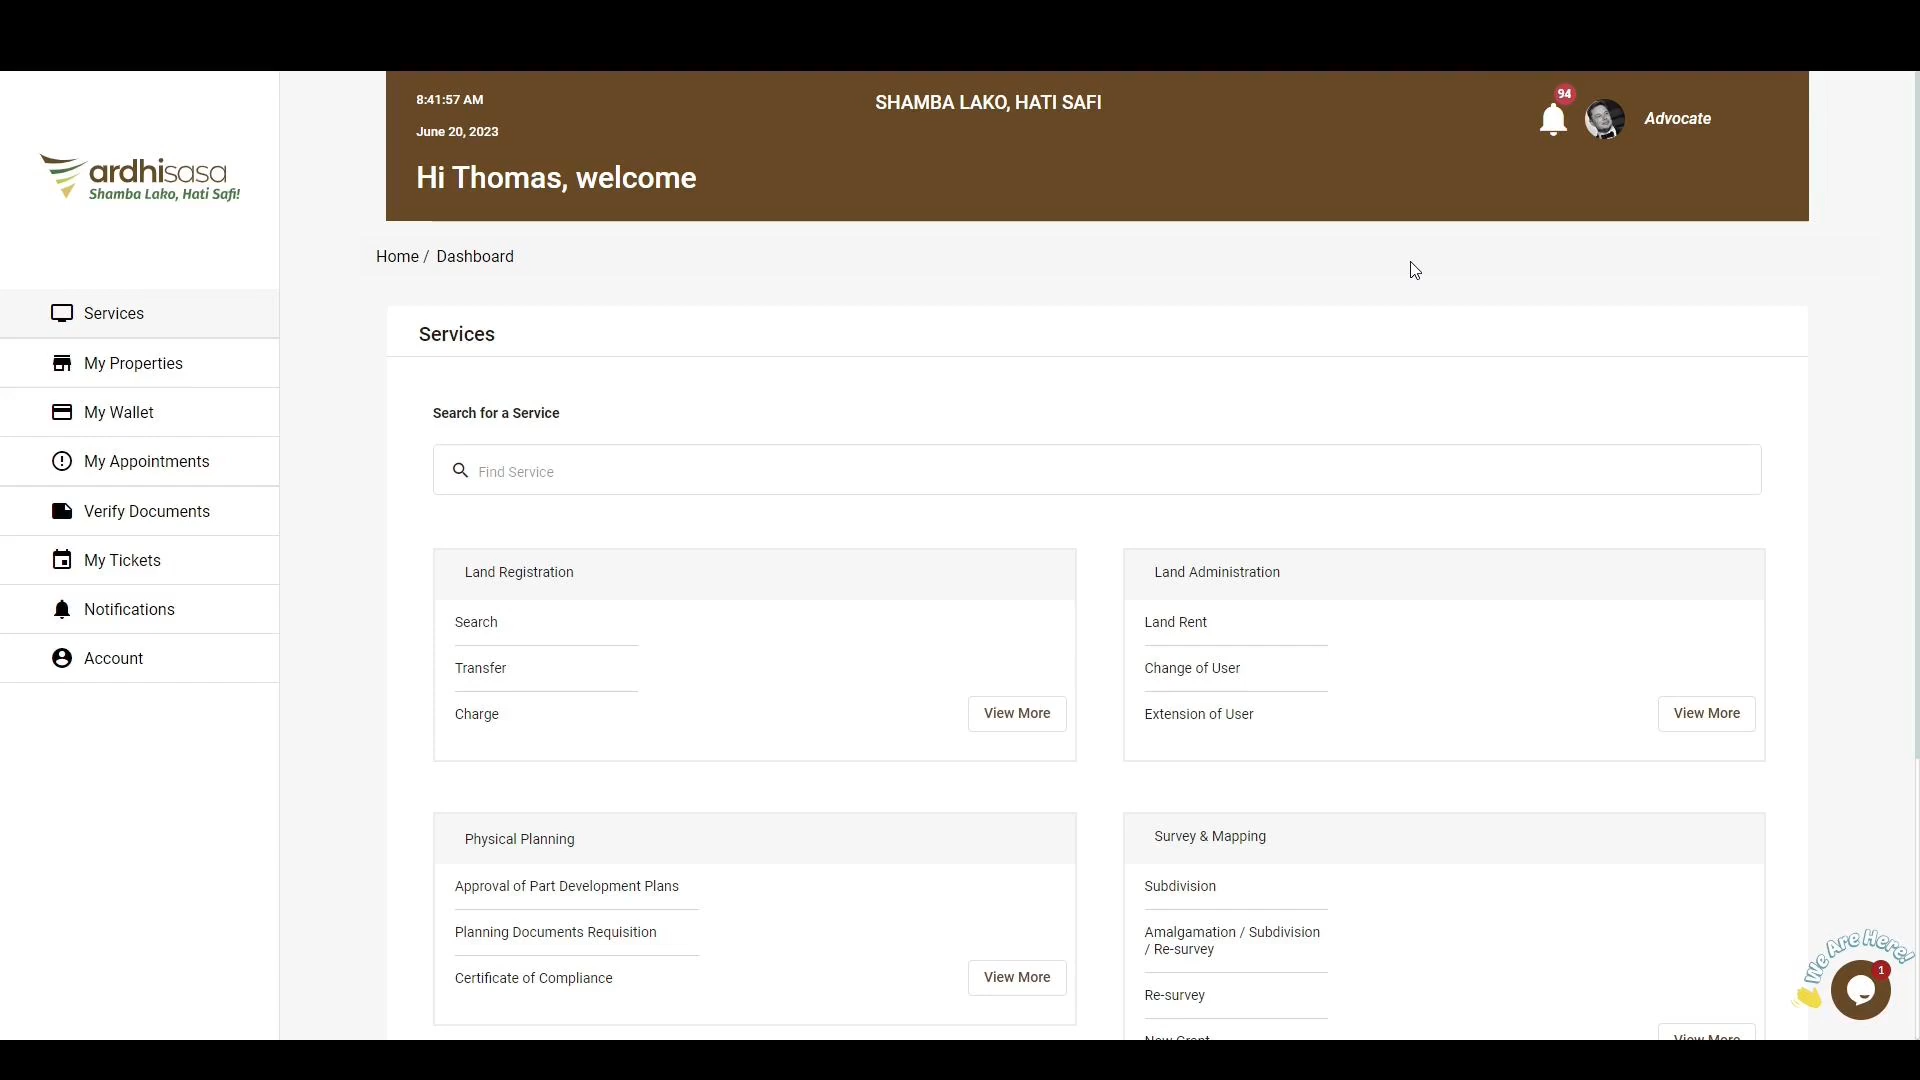 8:41:57 AM
SHAMBA LAKO, HATI SAFI
94
Advocate
June 20, 2023
Hi Thomas, welcome
ardhisasa
Shamba Lako, Hati Safi!
Home / Dashboard
Services
My Properties
My Wallet
My Appointments
Verify Documents
My Tickets
Notifications
Account
Services
Search for a Service
Find Service
Land Registration
Search
Transfer
Charge
View More
Land Administration
Land Rent
Change of User
Extension of User
View More
Physical Planning
Approval of Part Development Plans
Planning Documents Requisition
Certificate of Compliance
View More
Survey & Mapping
Subdivision
Amalgamation / Subdivision
/ Re-survey
Re-survey
New Grant
View More
We Are Here!
1